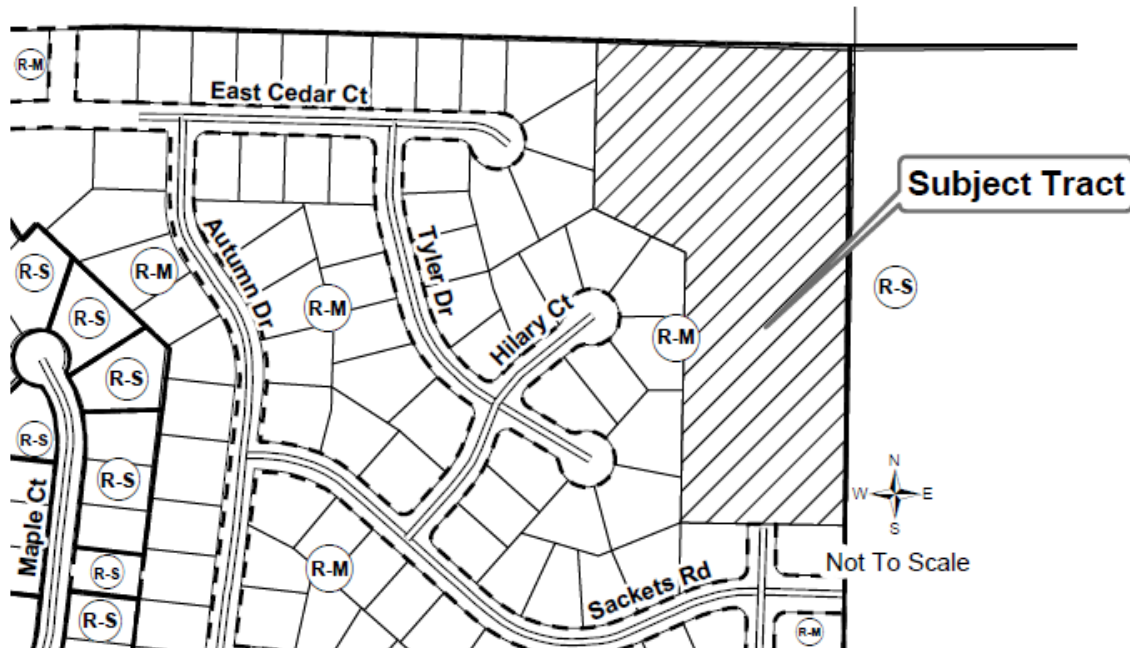 R-M
East Cedar Ct
Subject Tract
Autumn Dr
Tyler Dr
R-S
R-M
R-S
R-S
R-M
Hilary Ct
R-M
R-S
R-S
R-S
Maple Ct
N
W E
S
Not To Scale
R-M
R-S
Sackets Rd
R-S
R-M